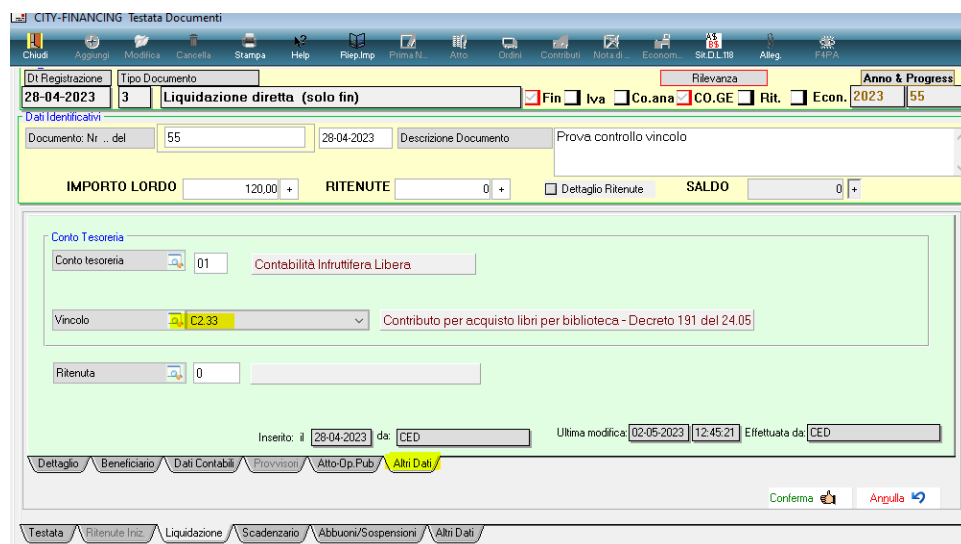 CITY-FINANCING Testata Documenti
Chiudi Aggiungi Modifica Cancella Stampa Help Riep.Imp Prima N... Atto Ordini Contributi Nota di ... Econom... Sit.D.L.118 Alleg. F4PA
Dt Registrazione Tipo Documento Rilevanza Anno & Progress
28-04-2023 3 Liquidazione diretta (solo fin) Fin Iva Co.ana CO.GE Rit. Econ. 2023 55
Dati Identificativi
Documento: Nr .. del 55 28-04-2023 Descrizione Documento Prova controllo vincolo
IMPORTO LORDO 120,00 + RITENUTE 0 + Dettaglio Ritenute SALDO 0 +
Conto Tesoreria
Conto tesoreria 01 Contabilità Infruttifera Libera
Vincolo C2.33 Contributo per acquisto libri per biblioteca - Decreto 191 del 24.05
Ritenuta 0
Inserito: il 28-04-2023 da: CED Ultima modifica: 02-05-2023 12:45:21 Effettuata da: CED
Dettaglio Beneficiario Dati Contabili Provvisori Atto-Op.Pub Altri Dati
Conferma Annulla
Testata Ritenute Iniz. Liquidazione Scadenzario Abbuoni/Sospensioni Altri Dati